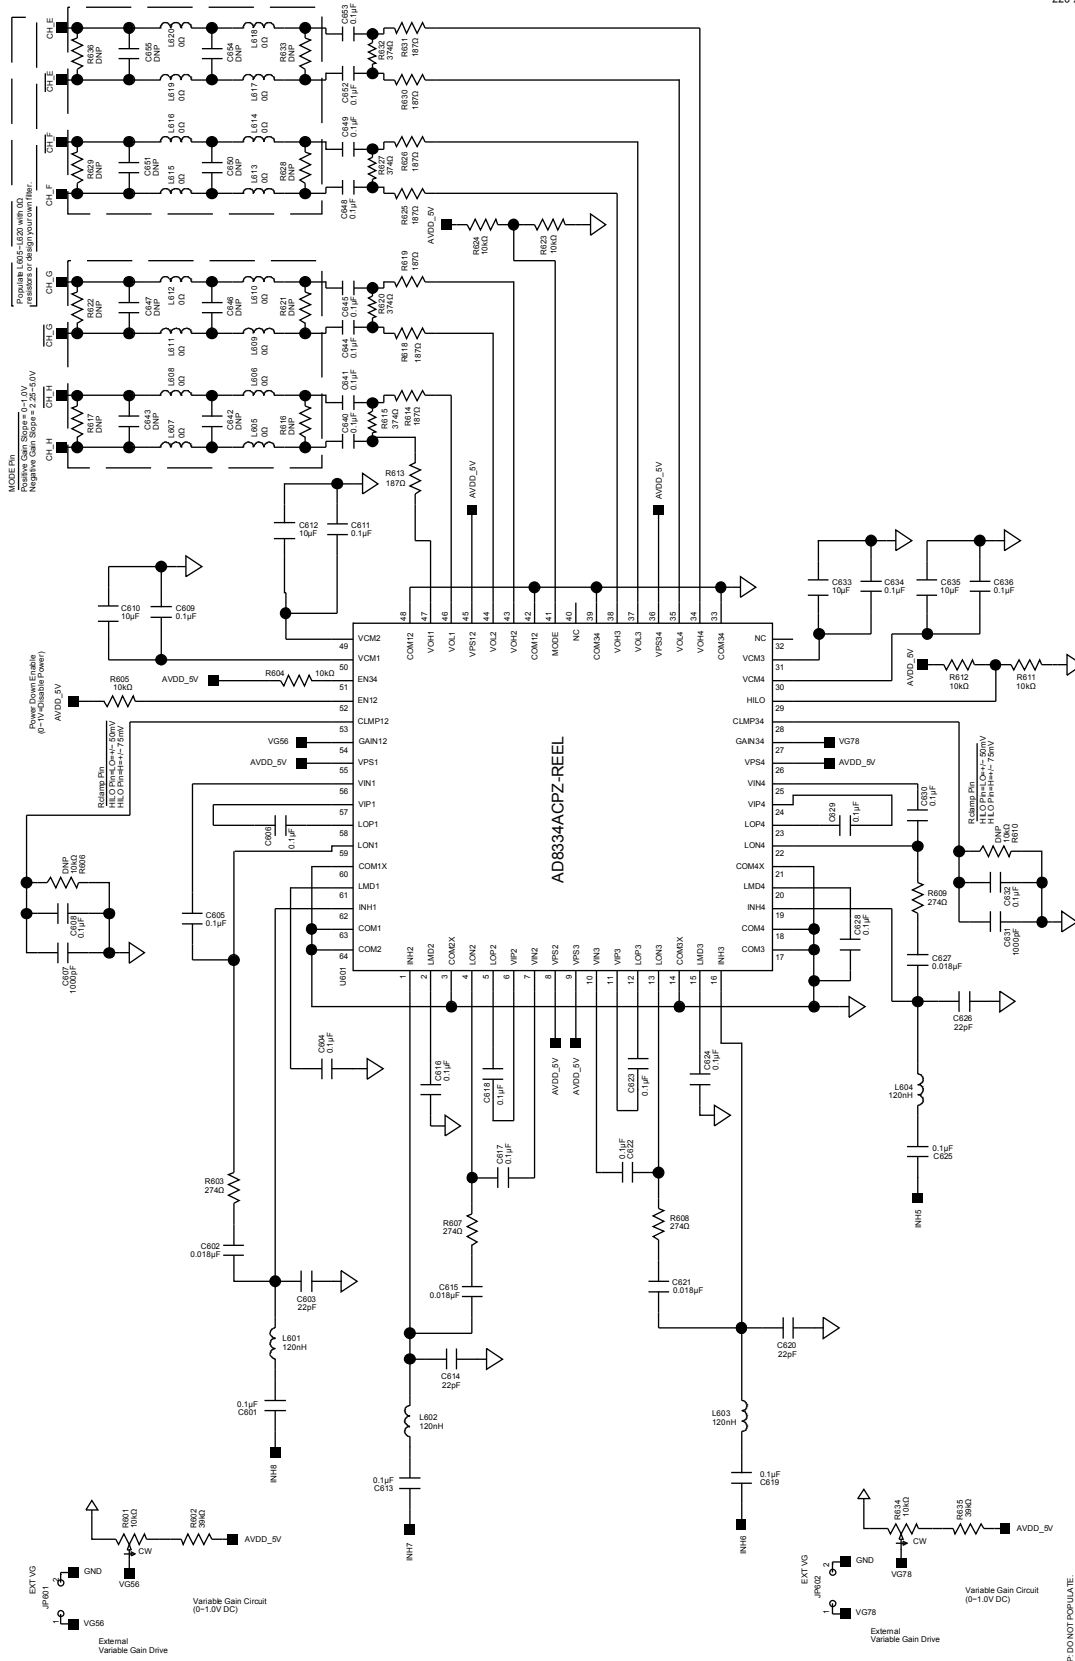 CH_E
R636
DNP
C655
DNP
L620
0Ω
C654
DNP
L618
0Ω
R633
DNP
C653
0.1µF
R632
374Ω
R631
187Ω
CH_E
L619
0Ω
L617
0Ω
C652
0.1µF
R630
187Ω
CH_F
R629
DNP
C651
DNP
L616
0Ω
L615
0Ω
C650
DNP
L614
0Ω
L613
0Ω
R628
DNP
C649
0.1µF
R627
374Ω
R626
187Ω
CH_F
C648
0.1µF
R625
187Ω
Populate L605–L620 with 0Ω
resistors or design your own filter.
AVDD_5V
R624
10kΩ
R623
10kΩ
CH_G
R622
DNP
C647
DNP
L612
0Ω
C646
DNP
L610
0Ω
R621
DNP
C645
0.1µF
R620
374Ω
R619
187Ω
CH_G
L611
0Ω
L609
0Ω
C644
0.1µF
R618
187Ω
CH_H
R617
DNP
C643
DNP
L608
0Ω
L607
0Ω
C642
DNP
L606
0Ω
L605
0Ω
R616
DNP
C641
0.1µF
C640
0.1µF
R615
374Ω
R614
187Ω
CH_H
R613
187Ω
MODE Pin
Positive Gain Slope = 0–1.0V
Negative Gain Slope = 2.25–5.0V
AVDD_5V
AVDD_5V
C612
10µF
C611
0.1µF
C610
10µF
C609
0.1µF
C633
10µF
C634
0.1µF
C635
10µF
C636
0.1µF
48
47
46
45
44
43
42
41
40
39
38
37
36
35
34
33
COM12
VOH1
VOL1
VPS12
VOL2
VOH2
COM12
MODE
NC
COM34
VOH3
VOL3
VPS34
VOL4
VOH4
COM34
49
VCM2
50
VCM1
51
EN34
52
EN12
53
CLMP12
54
GAIN12
55
VPS1
56
VIN1
57
VIP1
58
LOP1
59
LON1
60
COM1X
61
LMD1
62
INH1
63
COM1
64
COM2
NC
32
VCM3
31
VCM4
30
HILO
29
CLMP34
28
GAIN34
27
VPS4
26
VIN4
25
VIP4
24
LOP4
23
LON4
22
COM4X
21
LMD4
20
INH4
19
COM4
18
COM3
17
AD8334ACPZ-REEL
U601
INH2
LMD2
COM2X
LON2
LOP2
VIP2
VIN2
VPS2
VPS3
VIN3
VIP3
LOP3
LON3
COM3X
LMD3
INH3
1
2
3
4
5
6
7
8
9
10
11
12
13
14
15
16
Power Down Enable
(0–1V=Disable Power)
AVDD_5V
R605
10kΩ
AVDD_5V
R604
10kΩ
VG56
AVDD_5V
AVDD_5V
R612
10kΩ
R611
10kΩ
VG78
AVDD_5V
Rclamp Pin
HILO Pin=LO=+/– 50mV
HILO Pin=H=+/– 75mV
DNP
10kΩ
R606
C608
0.1µF
C607
1000pF
C605
0.1µF
C606
0.1µF
C629
0.1µF
C630
0.1µF
Rclamp Pin
HILO Pin=LO=+/– 50mV
HILO Pin=H=+/– 75mV
DNP
10kΩ
R610
C632
0.1µF
C631
1000pF
R609
274Ω
C628
0.1µF
C627
0.018µF
C626
22pF
L604
120nH
0.1µF
C625
INH5
C604
0.1µF
C616
0.1µF
C618
0.1µF
AVDD_5V
AVDD_5V
C623
0.1µF
C624
0.1µF
C617
0.1µF
0.1µF
C622
R603
274Ω
R607
274Ω
R608
274Ω
C602
0.018µF
C603
22pF
C615
0.018µF
C621
0.018µF
L601
120nH
C614
22pF
C620
22pF
0.1µF
C601
INH8
L602
120nH
L603
120nH
0.1µF
C613
INH7
0.1µF
C619
INH6
R601
10kΩ
R602
39kΩ
AVDD_5V
CW
VG56
EXT VG
JP601
2
1
GND
VG56
Variable Gain Circuit
(0–1.0V DC)
External
Variable Gain Drive
R634
10kΩ
R635
39kΩ
AVDD_5V
CW
VG78
EXT VG
JP602
2
1
GND
VG78
Variable Gain Circuit
(0–1.0V DC)
External
Variable Gain Drive
P: DO NOT POPULATE.